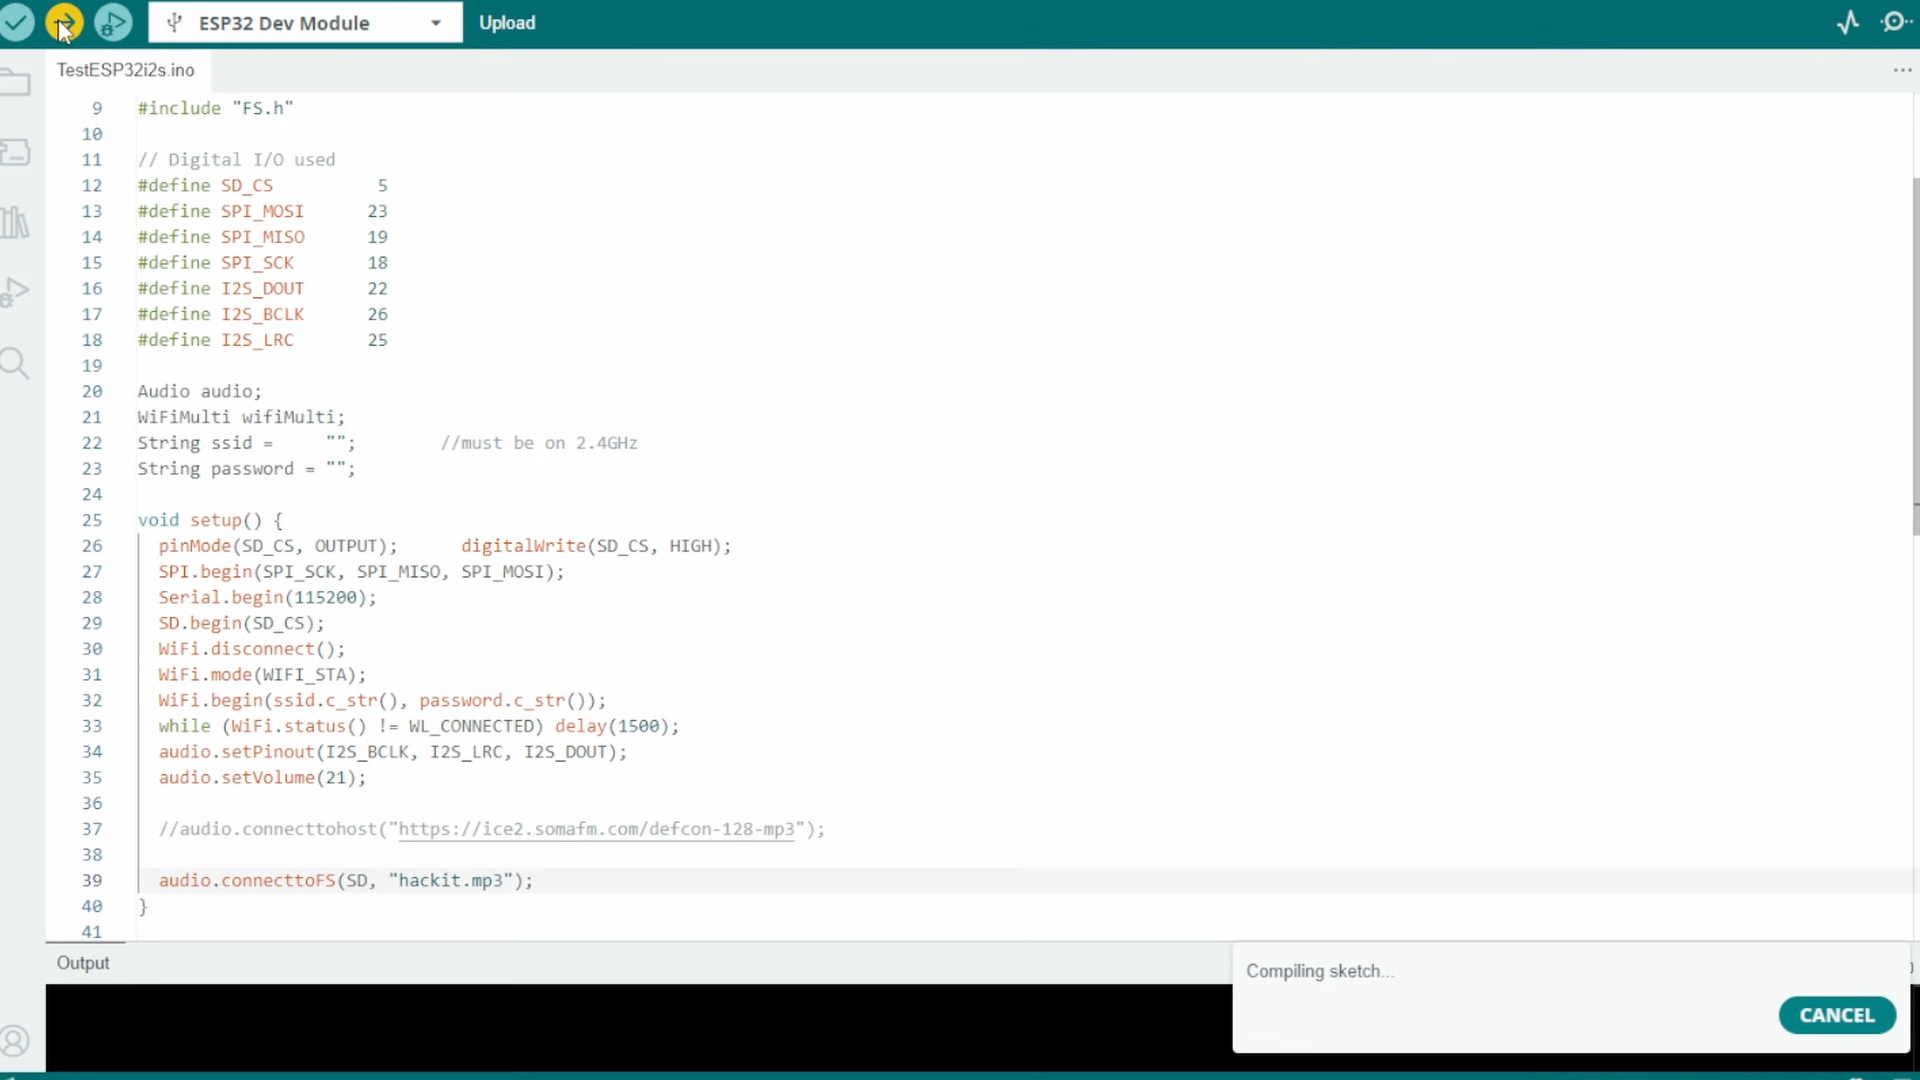 ESP32 Dev Module
Upload
TestESP32i2s.ino
9 #include "FS.h"
10
11 // Digital I/O used
12 #define SD_CS 5
13 #define SPI_MOSI 23
14 #define SPI_MISO 19
15 #define SPI_SCK 18
16 #define I2S_DOUT 22
17 #define I2S_BCLK 26
18 #define I2S_LRC 25
19
20 Audio audio;
21 WiFiMulti wifiMulti;
22 String ssid = ""; //must be on 2.4GHz
23 String password = "";
24
25 void setup() {
26 pinMode(SD_CS, OUTPUT); digitalWrite(SD_CS, HIGH);
27 SPI.begin(SPI_SCK, SPI_MISO, SPI_MOSI);
28 Serial.begin(115200);
29 SD.begin(SD_CS);
30 WiFi.disconnect();
31 WiFi.mode(WIFI_STA);
32 WiFi.begin(ssid.c_str(), password.c_str());
33 while (WiFi.status() != WL_CONNECTED) delay(1500);
34 audio.setPinout(I2S_BCLK, I2S_LRC, I2S_DOUT);
35 audio.setVolume(21);
36
37 //audio.connecttohost("https://ice2.somafm.com/defcon-128-mp3");
38
39 audio.connecttoFS(SD, "hackit.mp3");
40 }
41
Output
Compiling sketch...
CANCEL